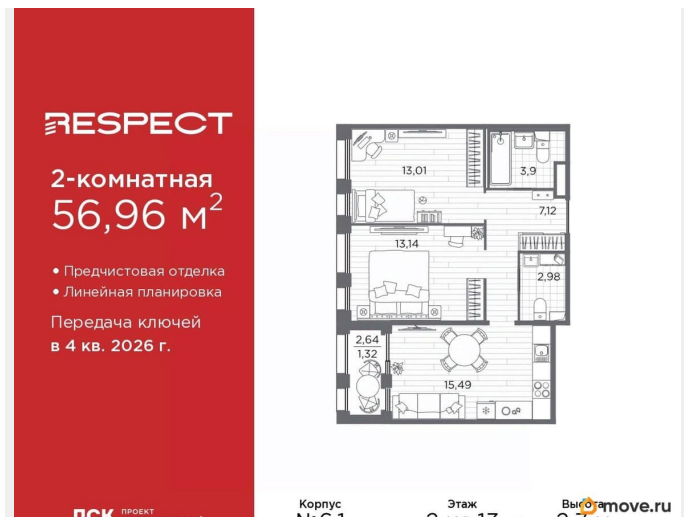 RESPECT
2-комнатная
56,96 м²
• Предчистовая отделка
• Линейная планировка
Передача ключей
в 4 кв. 2026 г.
13,01
3,9
7,12
13,14
2,98
2,64
1,32
15,49
ПРОЕКТ
Корпус
Этаж
move.ru